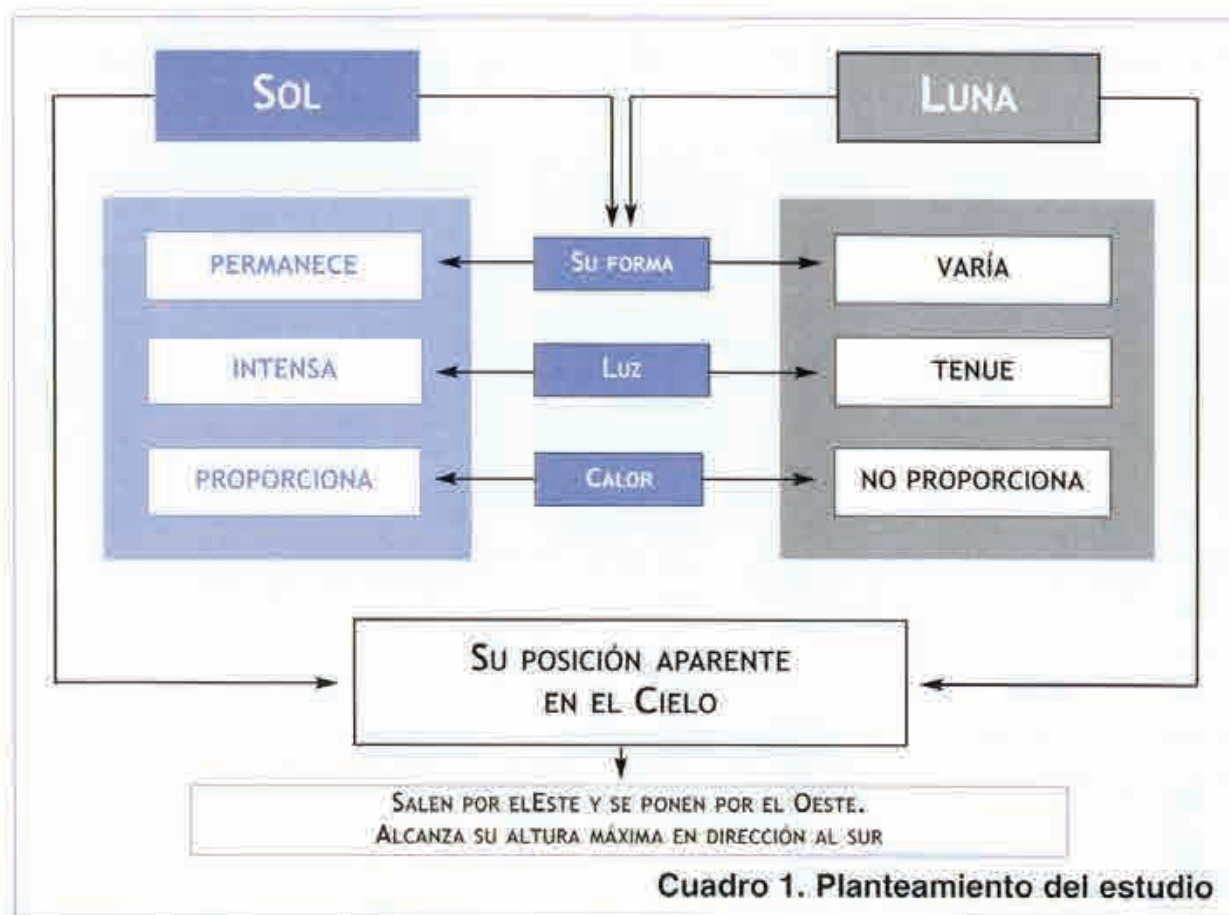 SOL
LUNA
PERMANECE
SU FORMA
VARÍA
INTENSA
LUZ
TENUE
PROPORCIONA
CALOR
NO PROPORCIONA
SU POSICIÓN APARENTE
EN EL CIELO
SALEN POR ELESTE Y SE PONEN POR EL OESTE.
ALCANZA SU ALTURA MÁXIMA EN DIRECCIÓN AL SUR
Cuadro 1. Planteamiento del estudio